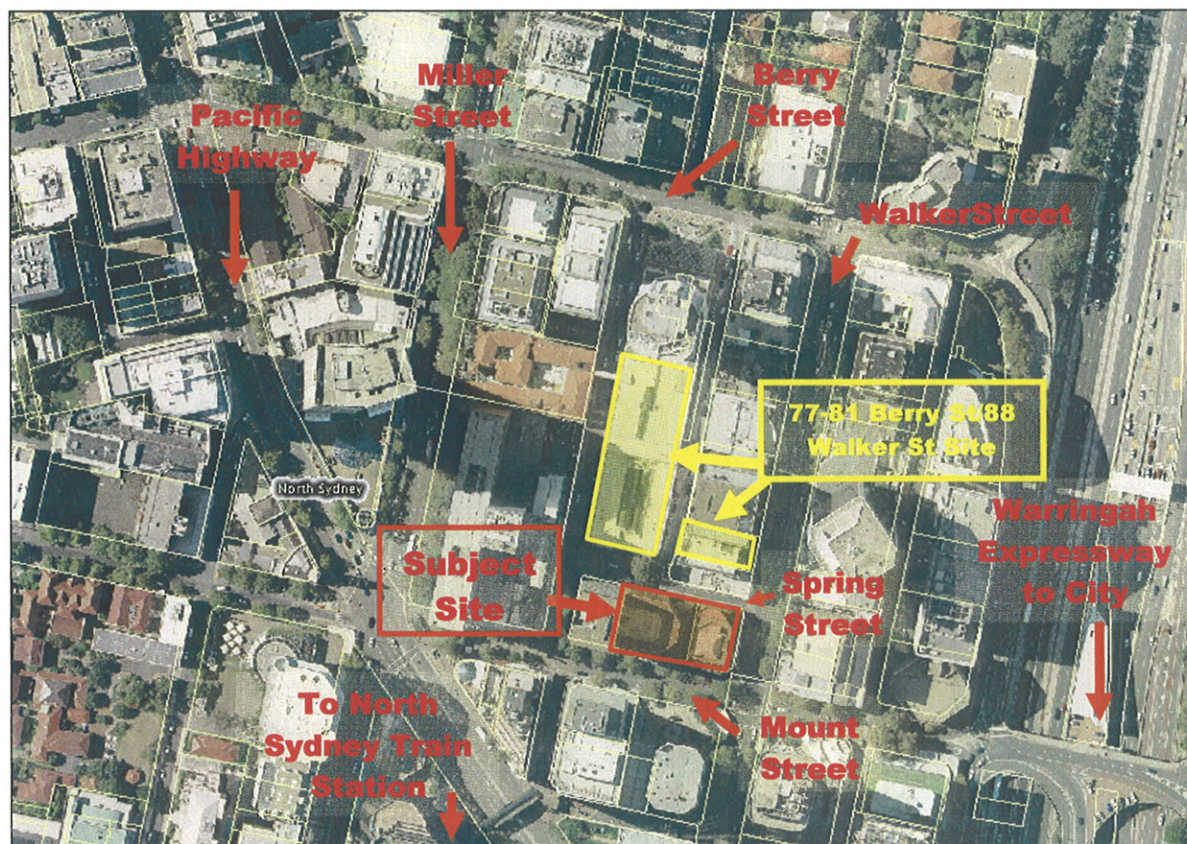 Miller
Street
Berry
Street
Pacific
Highway
WalkerStreet
77-81 Berry St/88
Walker St Site
North Sydney
Warringah
Expressway
to City
Subject
Site
Spring
Street
To North
Sydney Train
Station
Mount
Street